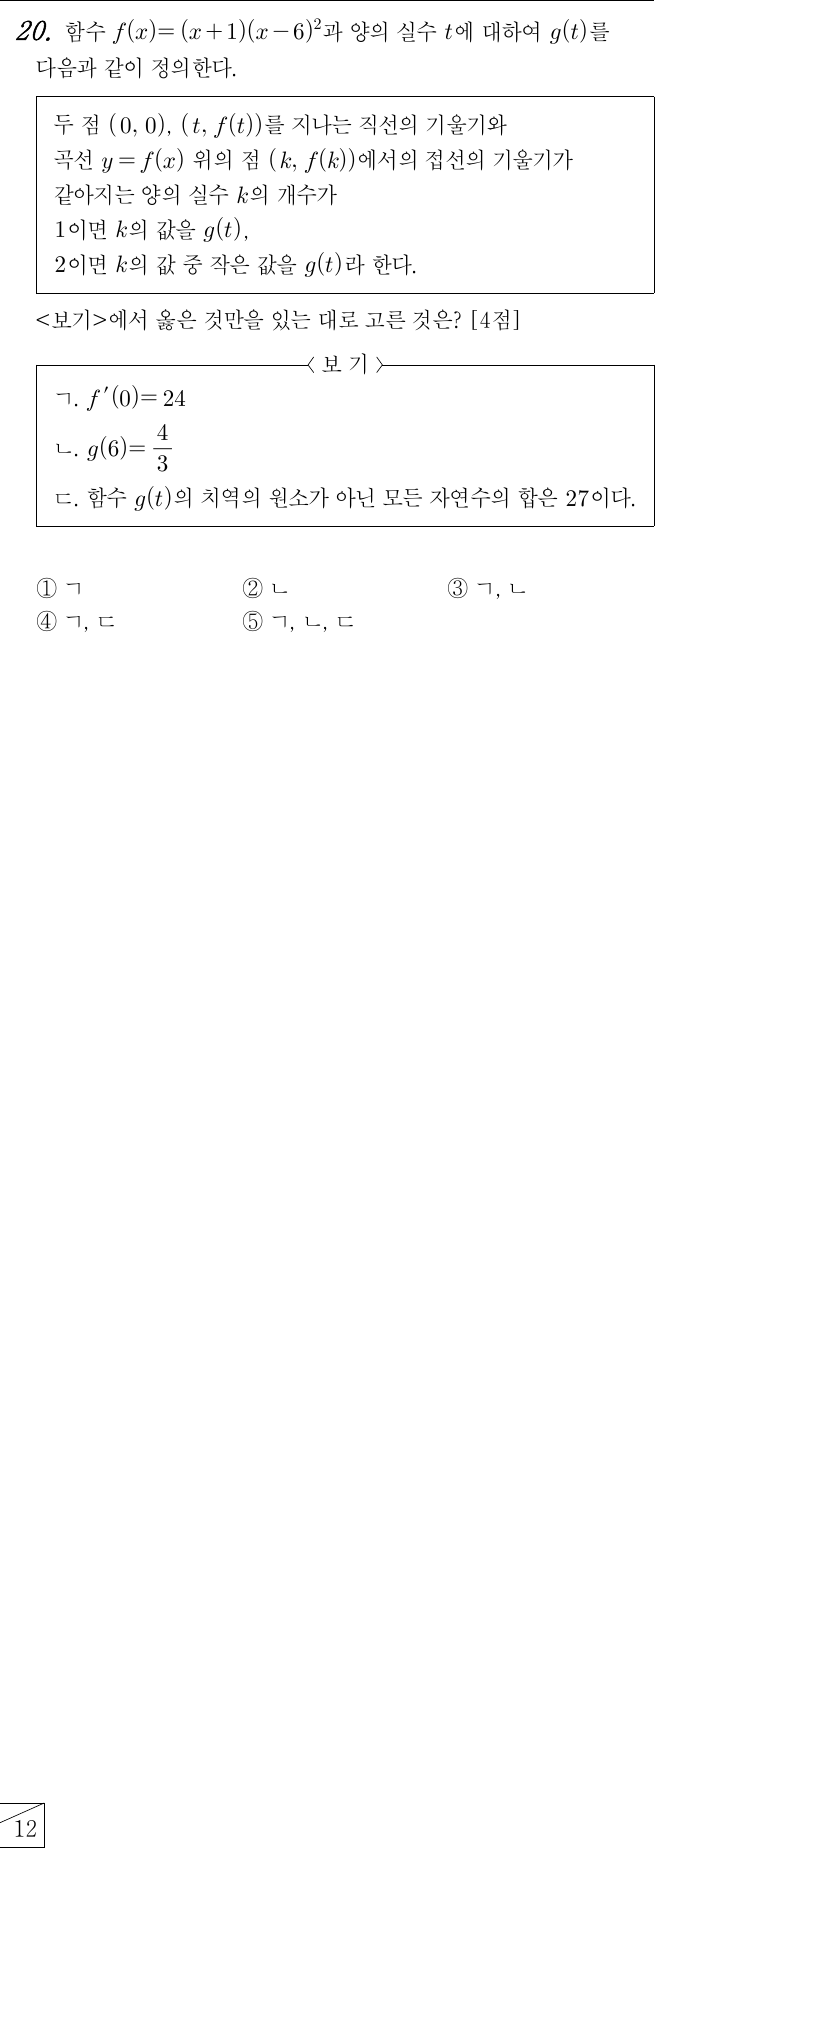 20. 함수 f(x)=(x+1)(x-6)²과 양의 실수 t에 대하여 g(t)를
다음과 같이 정의한다.
두 점 (0, 0), (t, f(t))를 지나는 직선의 기울기와
곡선 y=f(x) 위의 점 (k, f(k))에서의 접선의 기울기가
같아지는 양의 실수 k의 개수가
1이면 k의 값을 g(t),
2이면 k의 값 중 작은 값을 g(t)라 한다.
<보기>에서 옳은 것만을 있는 대로 고른 것은? [4점]
〈 보 기 〉
ㄱ. f′(0)=24
ㄴ. g(6)=4/3
ㄷ. 함수 g(t)의 치역의 원소가 아닌 모든 자연수의 합은 27이다.
① ㄱ ② ㄴ ③ ㄱ, ㄴ
④ ㄱ, ㄷ ⑤ ㄱ, ㄴ, ㄷ
12